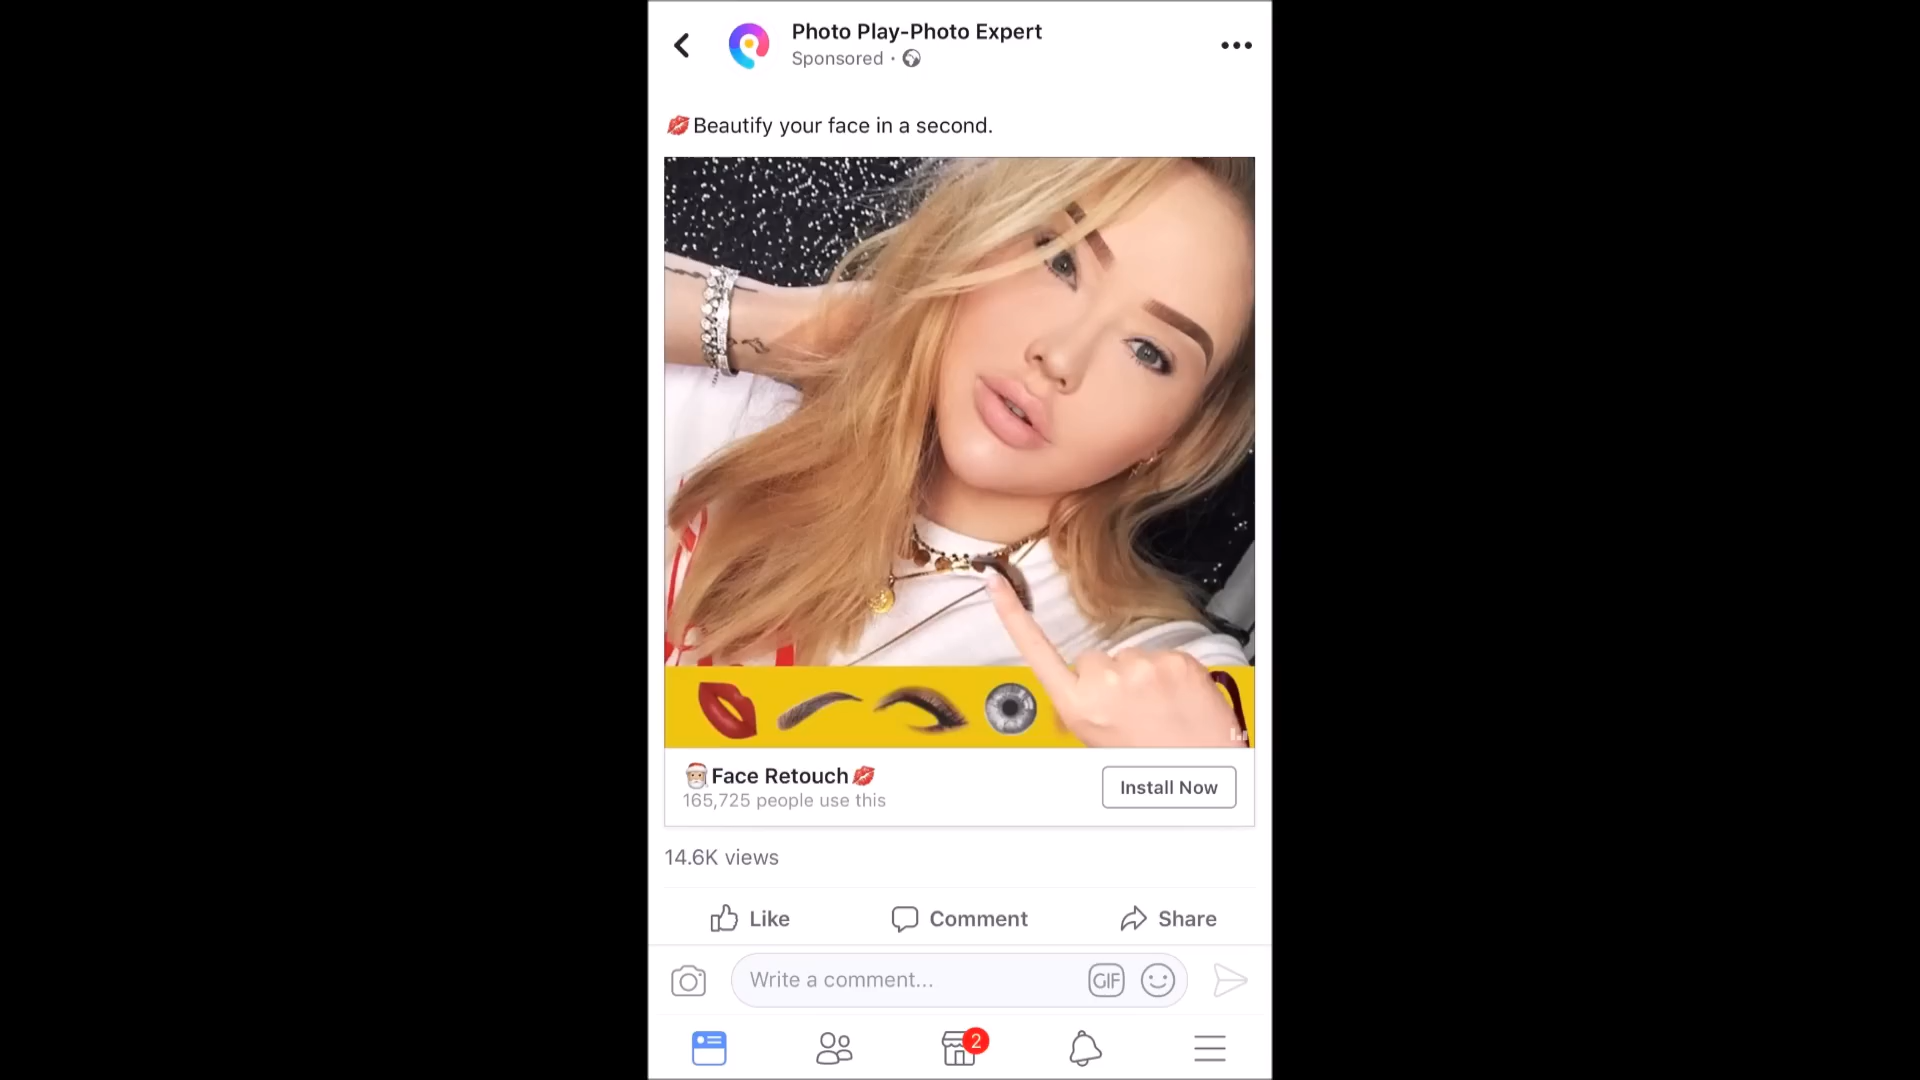 Photo Play-Photo Expert
Sponsored ·
💋Beautify your face in a second.
🎅🏼Face Retouch💋
165,725 people use this
Install Now
14.6K views
Like
Comment
Share
Write a comment...
GIF
2